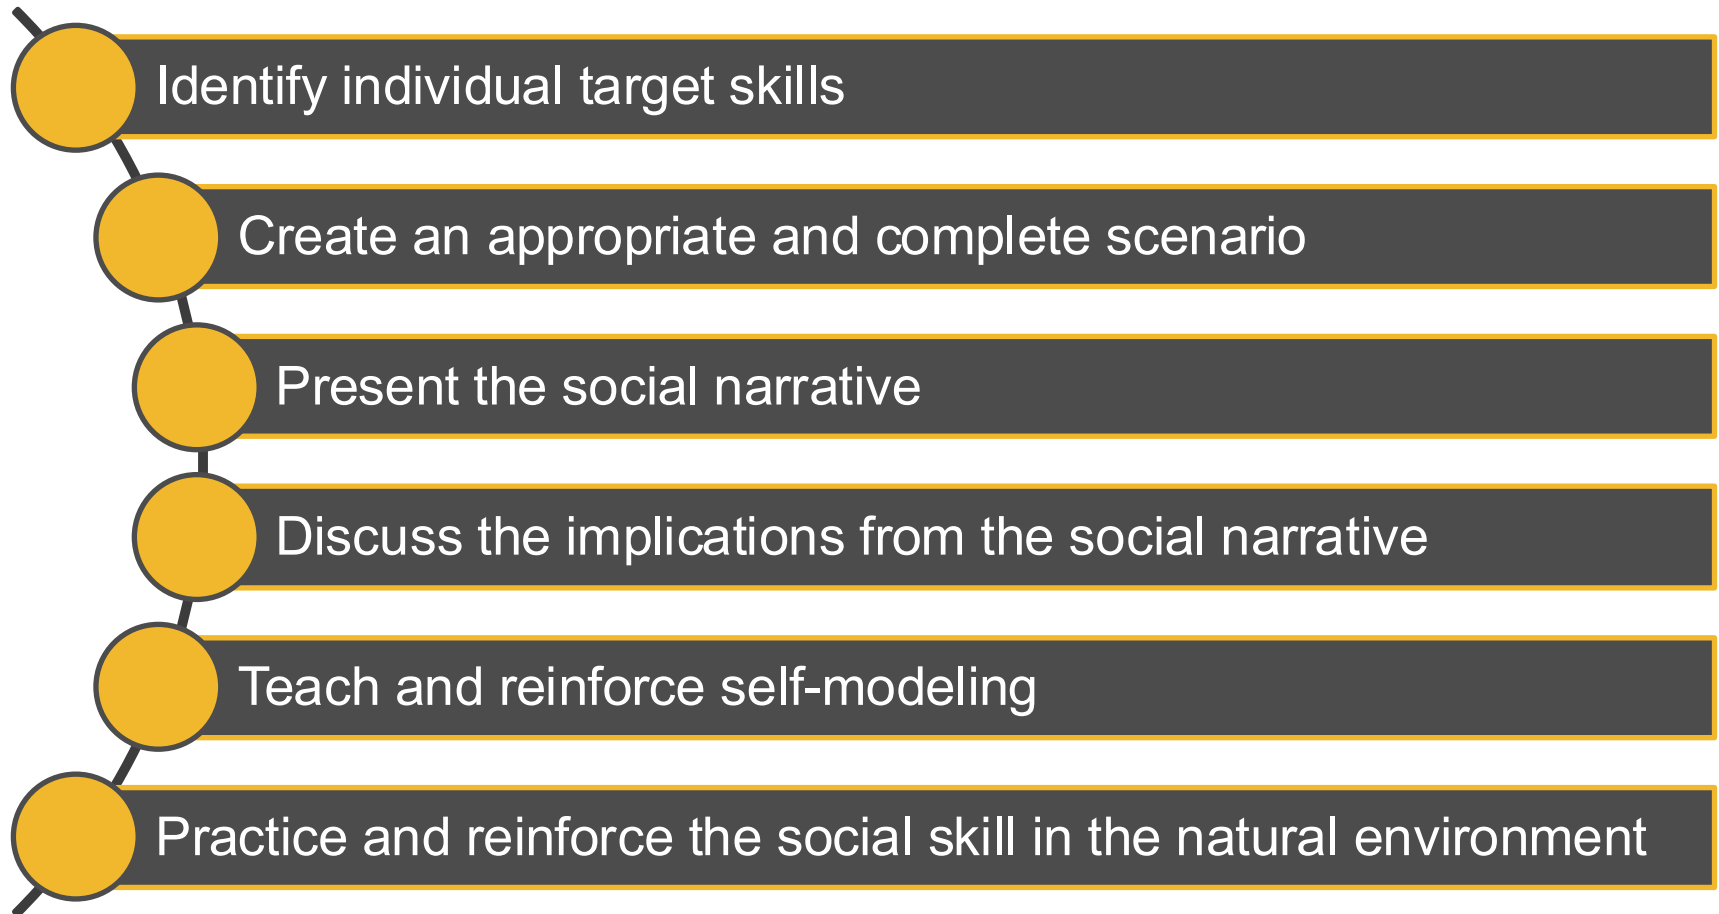 Identify individual target skills
Create an appropriate and complete scenario
Present the social narrative
Discuss the implications from the social narrative
Teach and reinforce self-modeling
Practice and reinforce the social skill in the natural environment